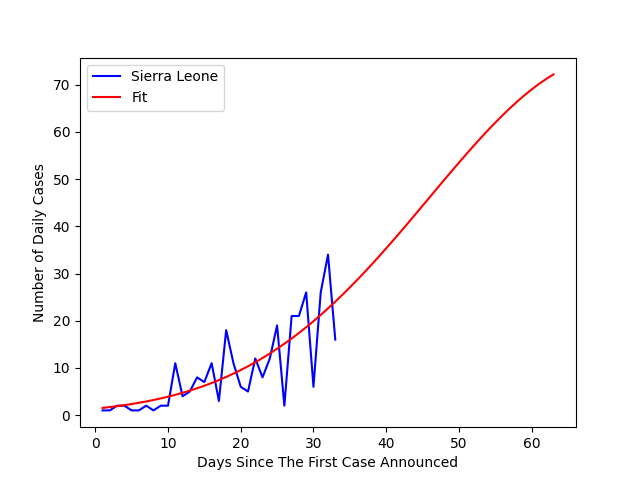 Sierra Leone
Fit
70
60
50
40
30
20
10
0
Number of Daily Cases
0 10 20 30 40 50 60
Days Since The First Case Announced